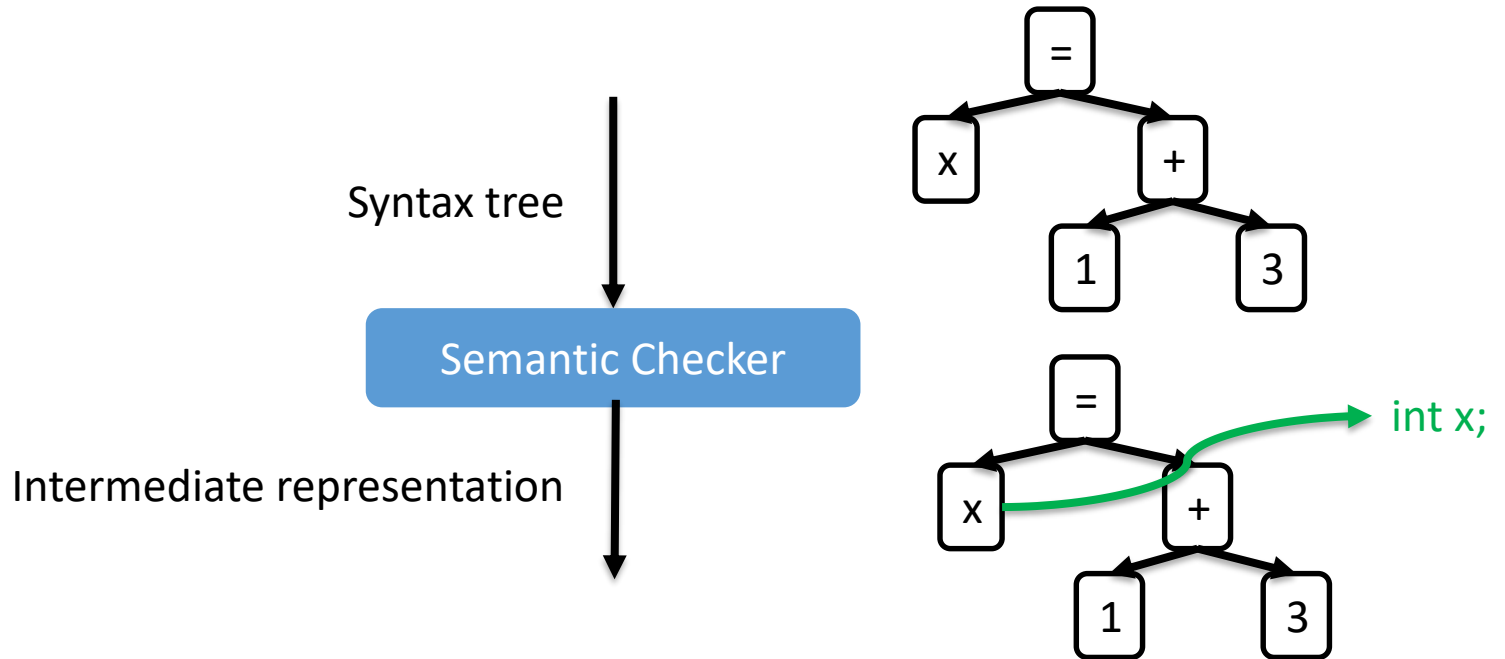 =
x
+
Syntax tree
1
3
Semantic Checker
=
int x;
Intermediate representation
x
+
1
3